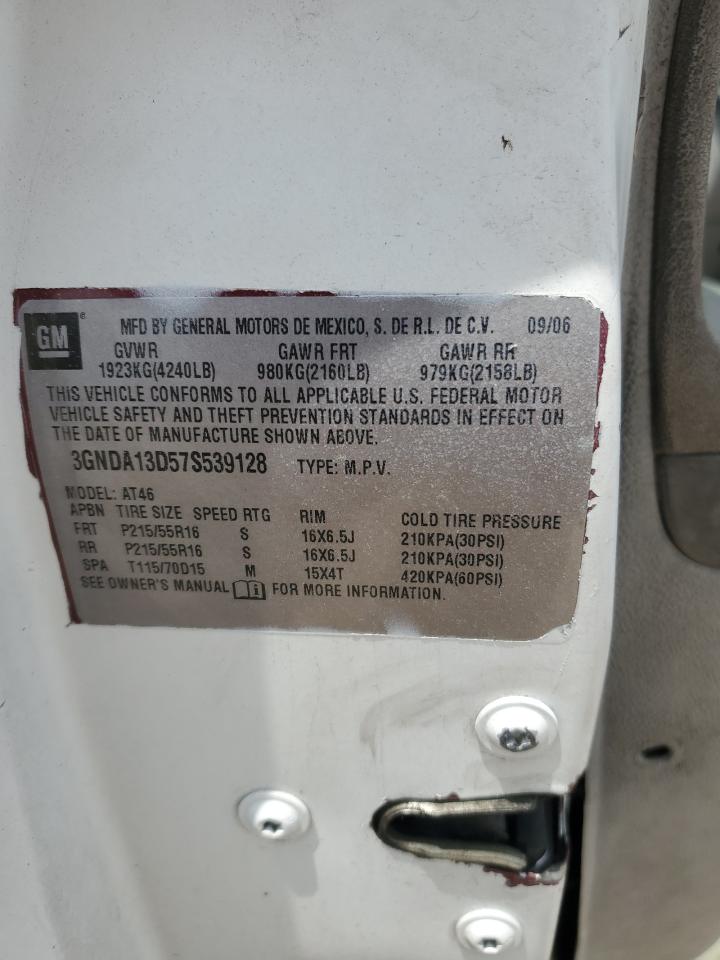 GM
MFD BY GENERAL MOTORS DE MEXICO, S. DE R.L. DE C.V. 09/06
GVWR GAWR FRT GAWR RR
1923KG(4240LB) 980KG(2160LB) 979KG(2158LB)
THIS VEHICLE CONFORMS TO ALL APPLICABLE U.S. FEDERAL MOTOR
VEHICLE SAFETY AND THEFT PREVENTION STANDARDS IN EFFECT ON
THE DATE OF MANUFACTURE SHOWN ABOVE.
3GNDA13D57S539128 TYPE: M.P.V.
MODEL: AT46
APBN TIRE SIZE SPEED RTG RIM COLD TIRE PRESSURE
FRT P215/55R16 S 16X6.5J 210KPA(30PSI)
RR P215/55R16 S 16X6.5J 210KPA(30PSI)
SPA T115/70D15 M 15X4T 420KPA(60PSI)
SEE OWNER'S MANUAL i FOR MORE INFORMATION.